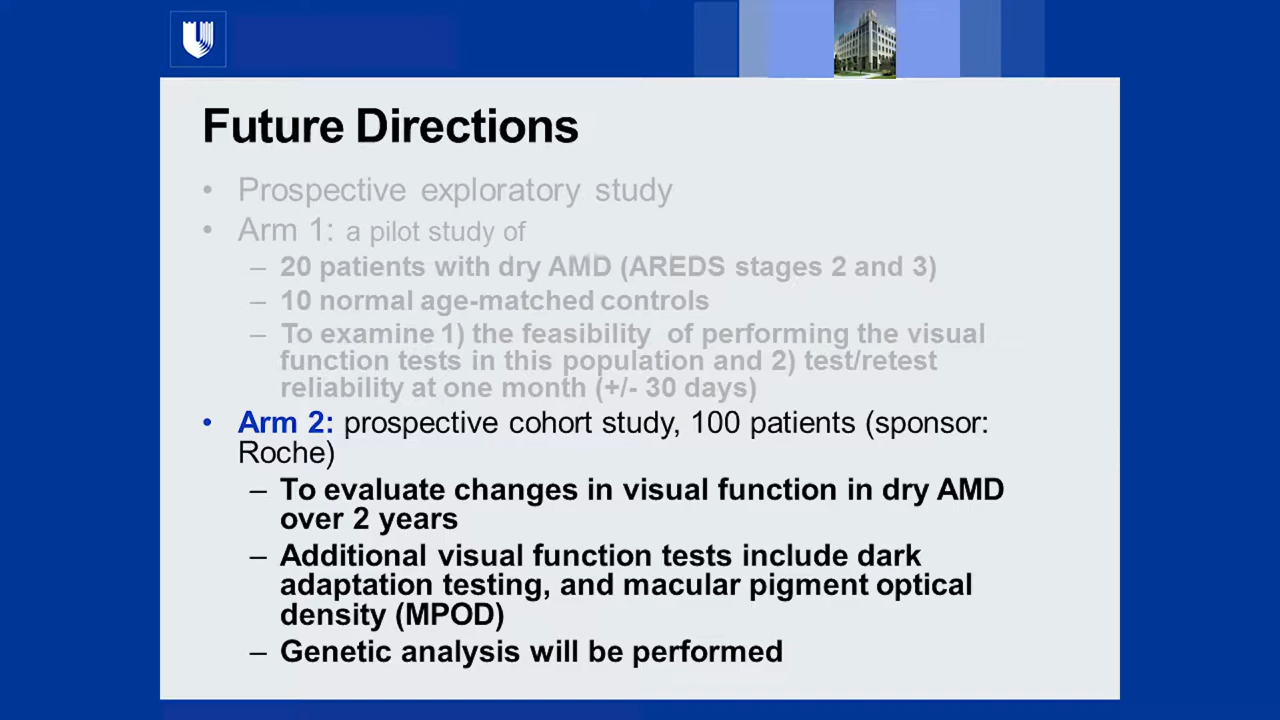 Future Directions
• Prospective exploratory study
• Arm 1: a pilot study of
– 20 patients with dry AMD (AREDS stages 2 and 3)
– 10 normal age-matched controls
– To examine 1) the feasibility of performing the visual
function tests in this population and 2) test/retest
reliability at one month (+/- 30 days)
• Arm 2: prospective cohort study, 100 patients (sponsor:
Roche)
– To evaluate changes in visual function in dry AMD
over 2 years
– Additional visual function tests include dark
adaptation testing, and macular pigment optical
density (MPOD)
– Genetic analysis will be performed